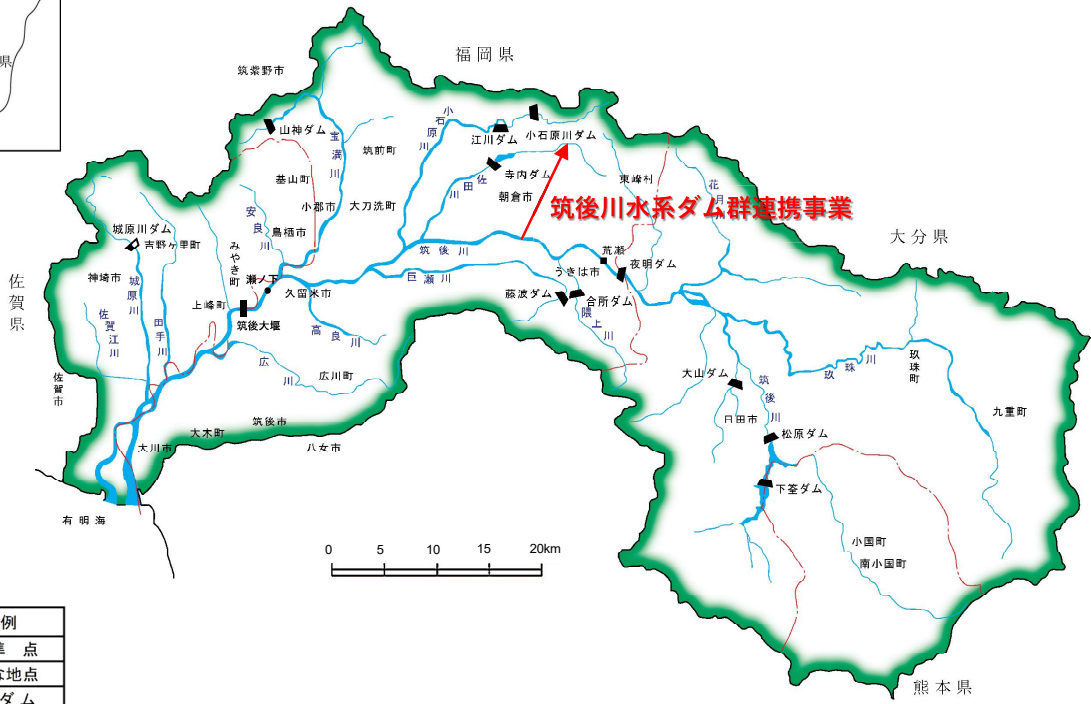 県
福岡県
筑紫野市
山神ダム
宝満川
小石原川
江川ダム
小石原川ダム
筑前町
基山町
寺内ダム
佐田川
朝倉市
東峰村
花月川
小郡市
大刀洗町
安良川
鳥栖市
筑後川水系ダム群連携事業
大分県
城原川ダム
吉野ヶ里町
みやき町
筑後川
荒瀬
夜明ダム
うきは市
神埼市
城原川
瀬ノ下
巨瀬川
藤波ダム
合所ダム
隈上川
佐賀県
上峰町
久留米市
佐賀江川
田手川
筑後大堰
高良川
広川
広川町
玖珠川
玖珠町
大山ダム
筑後川
佐賀市
九重町
日田市
筑後市
大木町
大川市
八女市
松原ダム
下筌ダム
有明海
小国町
南小国町
0 5 10 15 20km
熊本県
例
点
地点
ダム